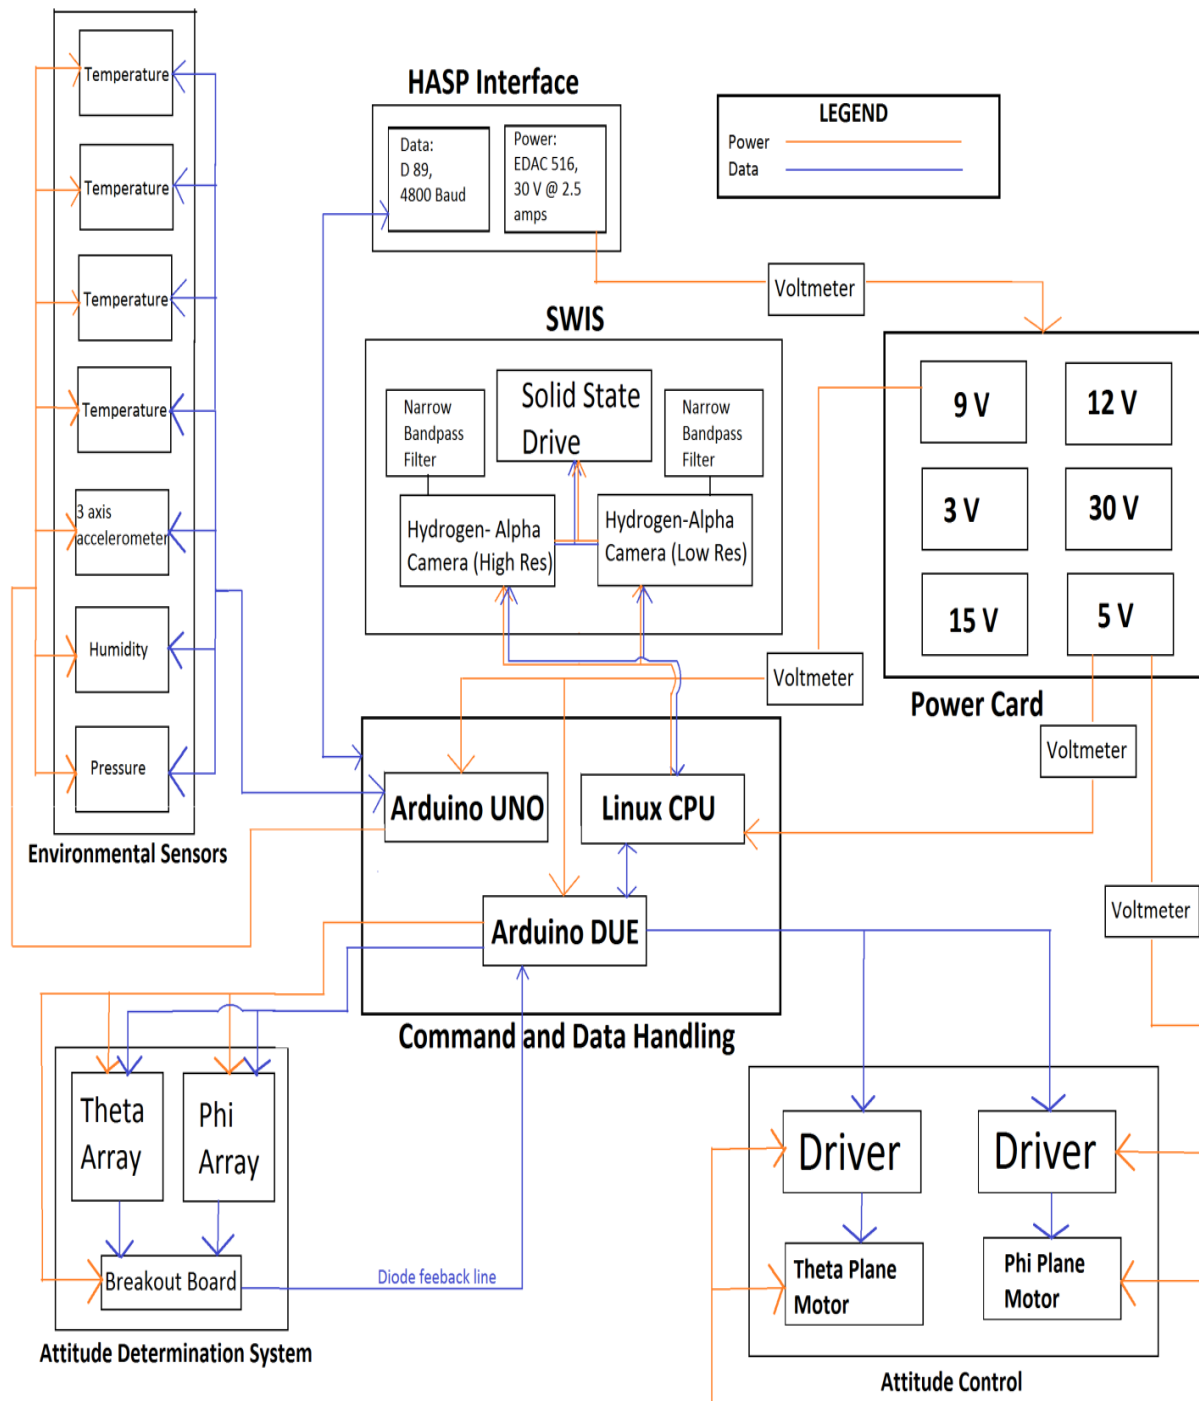 Temperature
Temperature
Temperature
Temperature
3 axis
accelerometer
Humidity
Pressure
Environmental Sensors
HASP Interface
Data:
D 89,
4800 Baud
Power:
EDAC 516,
30 V @ 2.5
amps
LEGEND
Power
Data
Voltmeter
SWIS
Narrow
Bandpass
Filter
Solid State
Drive
Narrow
Bandpass
Filter
Hydrogen- Alpha
Camera (High Res)
Hydrogen-Alpha
Camera (Low Res)
9 V
12 V
3 V
30 V
15 V
5 V
Power Card
Voltmeter
Voltmeter
Voltmeter
Arduino UNO
Linux CPU
Arduino DUE
Command and Data Handling
Theta
Array
Phi
Array
Breakout Board
Diode feeback line
Attitude Determination System
Driver
Driver
Theta Plane
Motor
Phi Plane
Motor
Attitude Control